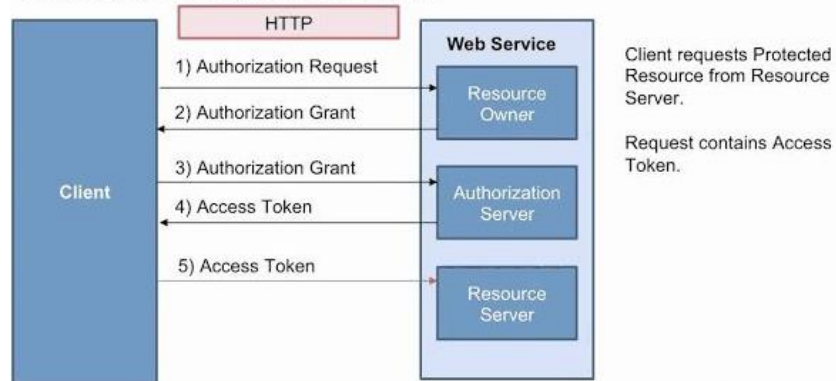 HTTP
Client
1) Authorization Request
2) Authorization Grant
3) Authorization Grant
4) Access Token
5) Access Token
Web Service
Resource
Owner
Authorization
Server
Resource
Server
Client requests Protected
Resource from Resource
Server.
Request contains Access
Token.